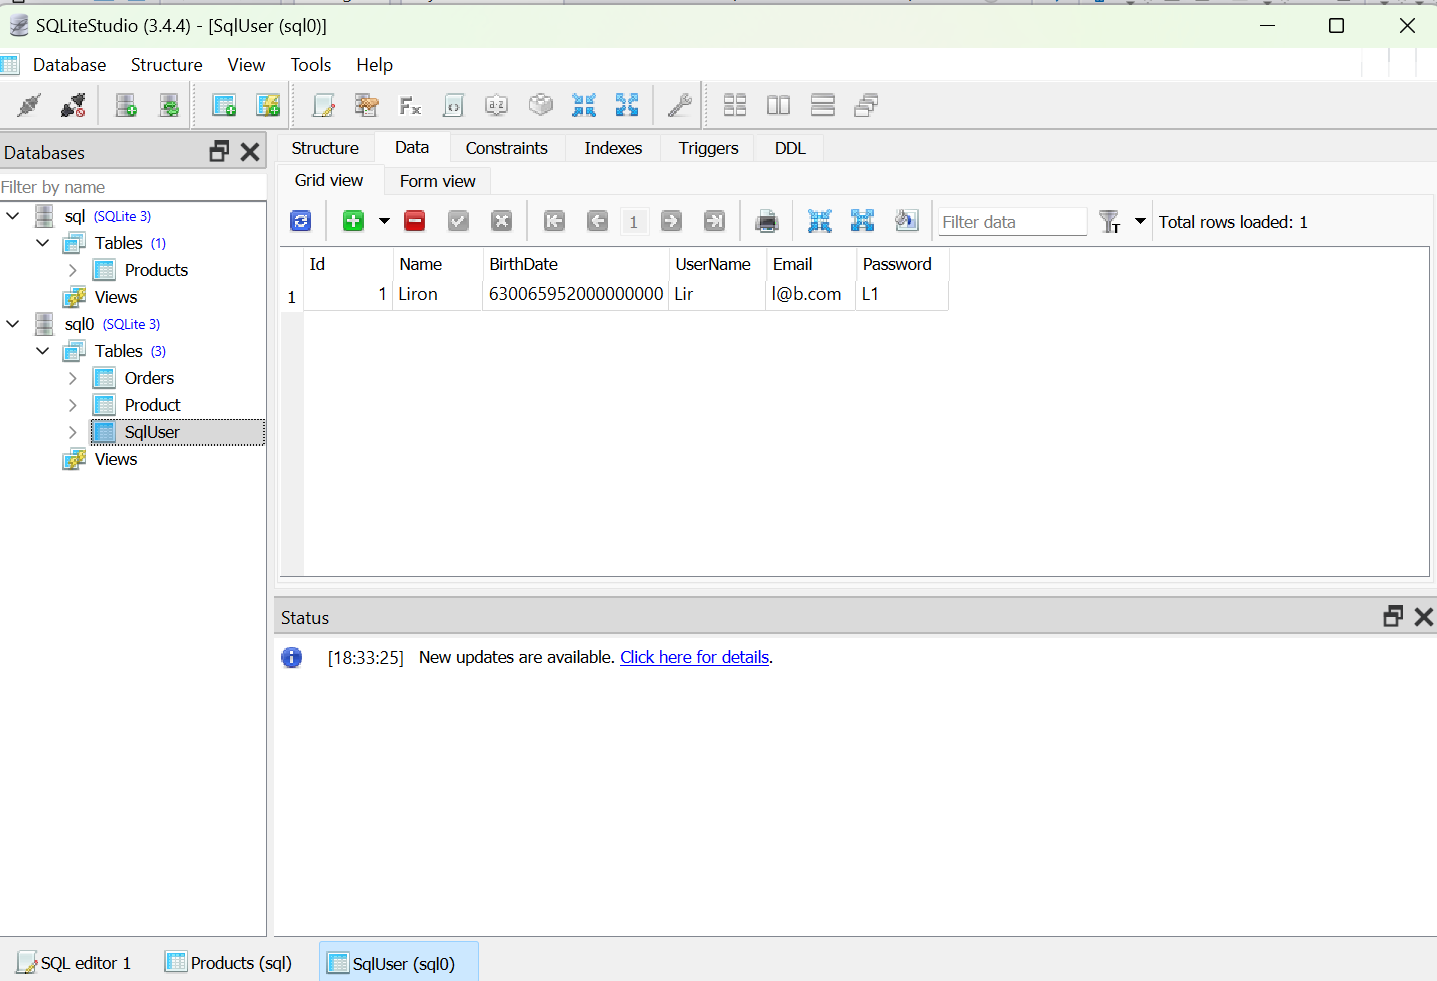 SQLiteStudio (3.4.4) - [SqlUser (sql0)]
Database Structure View Tools Help
Databases
Filter by name
sql (SQLite 3)
Tables (1)
Products
Views
sql0 (SQLite 3)
Tables (3)
Orders
Product
SqlUser
Views
Structure Data Constraints Indexes Triggers DDL
Grid view Form view
1 Filter data T Total rows loaded: 1
Id Name BirthDate UserName Email Password
1 1 Liron 630065952000000000 Lir l@b.com L1
Status
[18:33:25] New updates are available. Click here for details.
SQL editor 1 Products (sql) SqlUser (sql0)